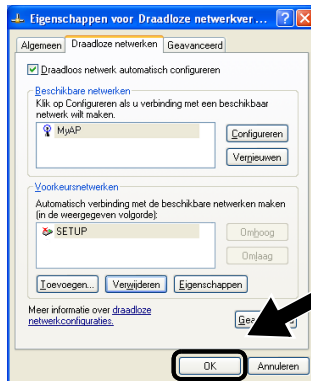 Eigenschappen voor Draadloze netwerkver...
Algemeen Draadloze netwerken Geavanceerd
Draadloos netwerk automatisch configureren
Beschikbare netwerken
Klik op Configureren als u verbinding met een beschikbaar
netwerk wilt maken.
MyAP
Configureren
Vernieuwen
Voorkeursnetwerken
Automatisch verbinding met de beschikbare netwerken maken
(in de weergegeven volgorde):
SETUP
Omhoog
Omlaag
Toevoegen... Verwijderen Eigenschappen
Meer informatie over draadloze
netwerkconfiguraties.
OK Annuleren